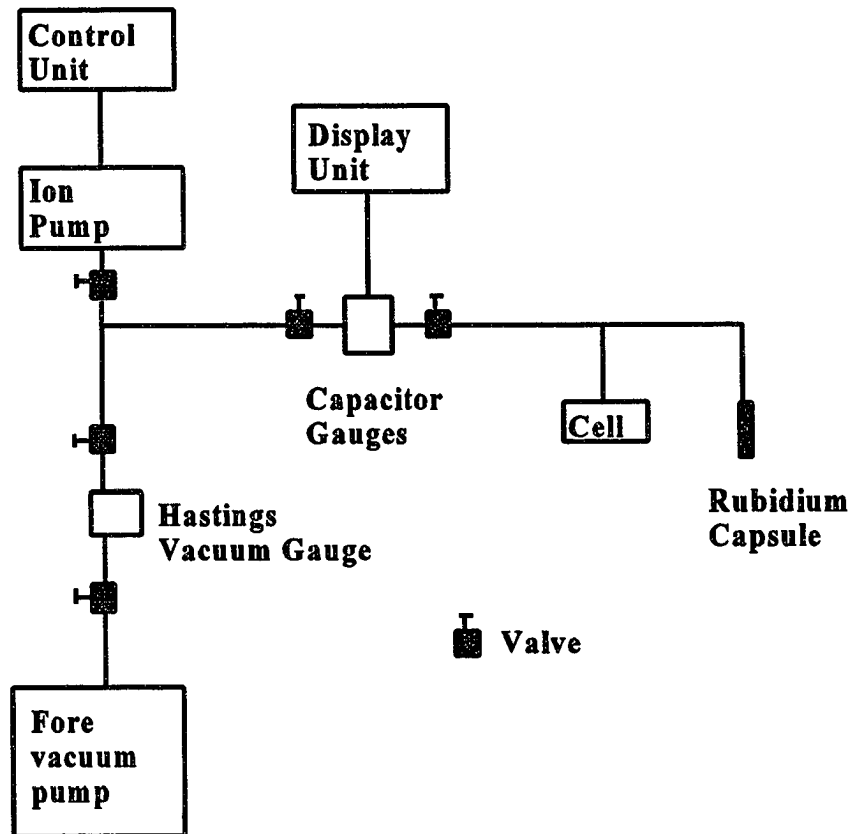 Control
Unit
Display
Unit
Ion
Pump
Capacitor
Gauges
Cell
Rubidium
Capsule
Hastings
Vacuum Gauge
Valve
Fore
vacuum
pump